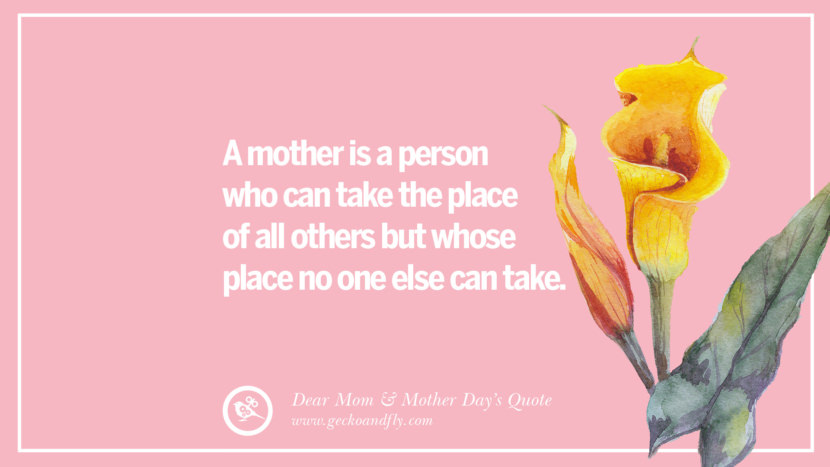 A mother is a person
who can take the place
of all others but whose
place no one else can take.
Dear Mom & Mother Day's Quote
www.geckoandfly.com